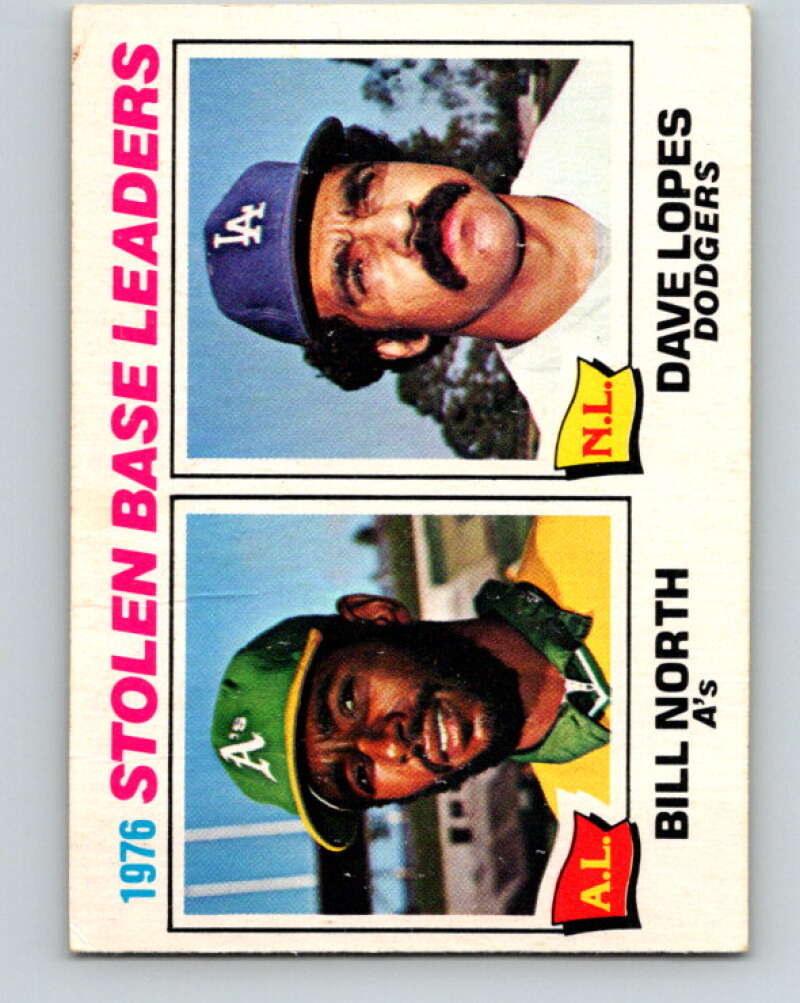 1976 STOLEN BASE LEADERS
A's
A.L.
BILL NORTH
A's
LA
N.L.
DAVE LOPES
DODGERS